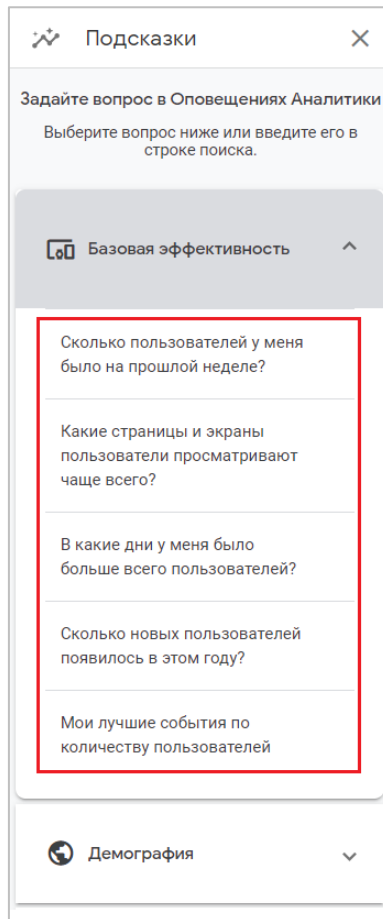 Подсказки
Задайте вопрос в Оповещениях Аналитики
Выберите вопрос ниже или введите его в
строке поиска.
Базовая эффективность
Сколько пользователей у меня
было на прошлой неделе?
Какие страницы и экраны
пользователи просматривают
чаще всего?
В какие дни у меня было
больше всего пользователей?
Сколько новых пользователей
появилось в этом году?
Мои лучшие события по
количеству пользователей
Демография